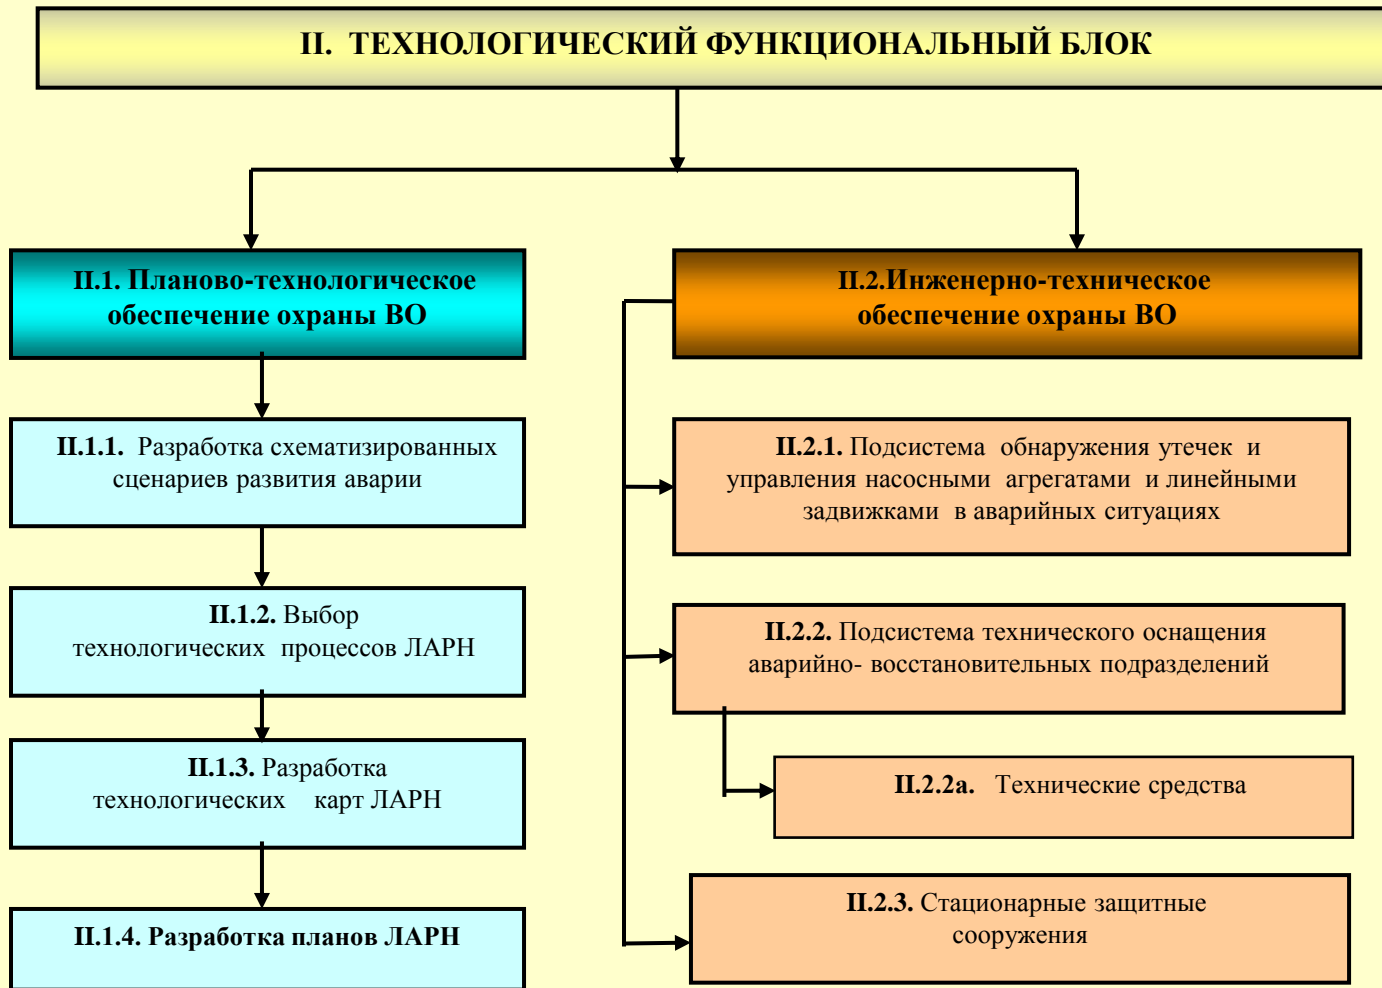 II. ТЕХНОЛОГИЧЕСКИЙ ФУНКЦИОНАЛЬНЫЙ БЛОК
II.1. Планово-технологическое
обеспечение охраны ВО
II.1.1. Разработка схематизированных
сценариев развития аварии
II.1.2. Выбор
технологических процессов ЛАРН
II.1.3. Разработка
технологических карт ЛАРН
II.1.4. Разработка планов ЛАРН
II.2.Инженерно-техническое
обеспечение охраны ВО
II.2.1. Подсистема обнаружения утечек и
управления насосными агрегатами и линейными
задвижками в аварийных ситуациях
II.2.2. Подсистема технического оснащения
аварийно- восстановительных подразделений
II.2.2а. Технические средства
II.2.3. Стационарные защитные
сооружения